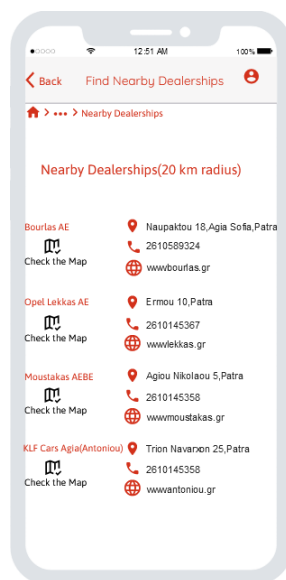 12:51 AM 100%
Back Find Nearby Dealerships
> ••• > Nearby Dealerships
Nearby Dealerships(20 km radius)
Bourlas AE Naupaktou 18,Agia Sofia,Patra
2610589324
Check the Map
wwwbourlas.gr
Opel Lekkas AE Ermou 10,Patra
2610145367
Check the Map
wwwlekkas.gr
Moustakas AEBE Agiou Nikolaou 5,Patra
2610145358
Check the Map
wwwmoustakas.gr
KLF Cars Agia(Antoniou) Trion Navarxon 25,Patra
2610145358
Check the Map
wwwantoniou.gr